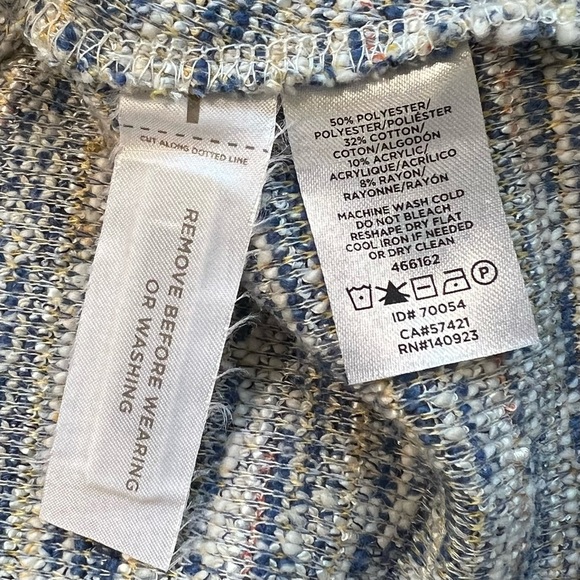 CUT ALONG DOTTED LINE
REMOVE BEFORE WEARING
OR WASHING
50% POLYESTER/
POLYESTER/POLIÉSTER
32% COTTON/
COTON/ALGODÓN
10% ACRYLIC/
ACRYLIQUE/ACRÍLICO
8% RAYON/
RAYONNE/RAYÓN
MACHINE WASH COLD
DO NOT BLEACH
RESHAPE DRY FLAT
COOL IRON IF NEEDED
OR DRY CLEAN
466162
P
ID# 70054
CA#57421
RN#140923